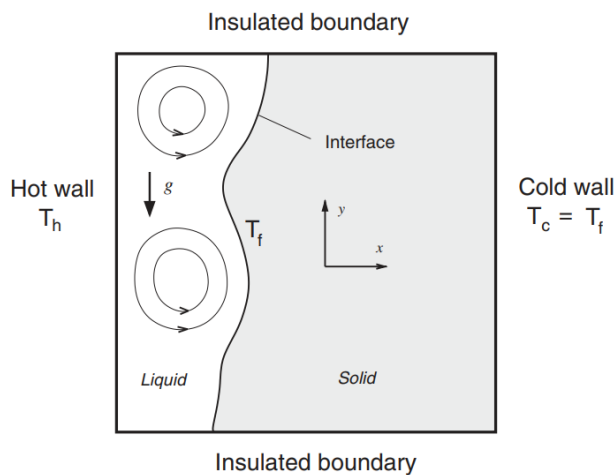 Insulated boundary
Interface
Hot wall
T_h
g
T_f
y
x
Cold wall
T_c = T_f
Liquid
Solid
Insulated boundary